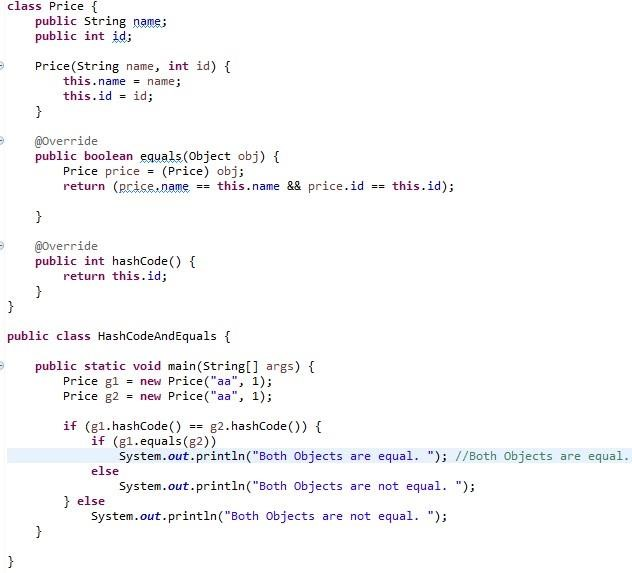 class Price {
    public String name;
    public int id;

    Price(String name, int id) {
        this.name = name;
        this.id = id;
    }

    @Override
    public boolean equals(Object obj) {
        Price price = (Price) obj;
        return (price.name == this.name && price.id == this.id);

    }

    @Override
    public int hashCode() {
        return this.id;
    }
}

public class HashCodeAndEquals {

    public static void main(String[] args) {
        Price g1 = new Price("aa", 1);
        Price g2 = new Price("aa", 1);

        if (g1.hashCode() == g2.hashCode()) {
            if (g1.equals(g2))
                System.out.println("Both Objects are equal. "); //Both Objects are equal.
            else
                System.out.println("Both Objects are not equal. ");
        } else
            System.out.println("Both Objects are not equal. ");
    }

}